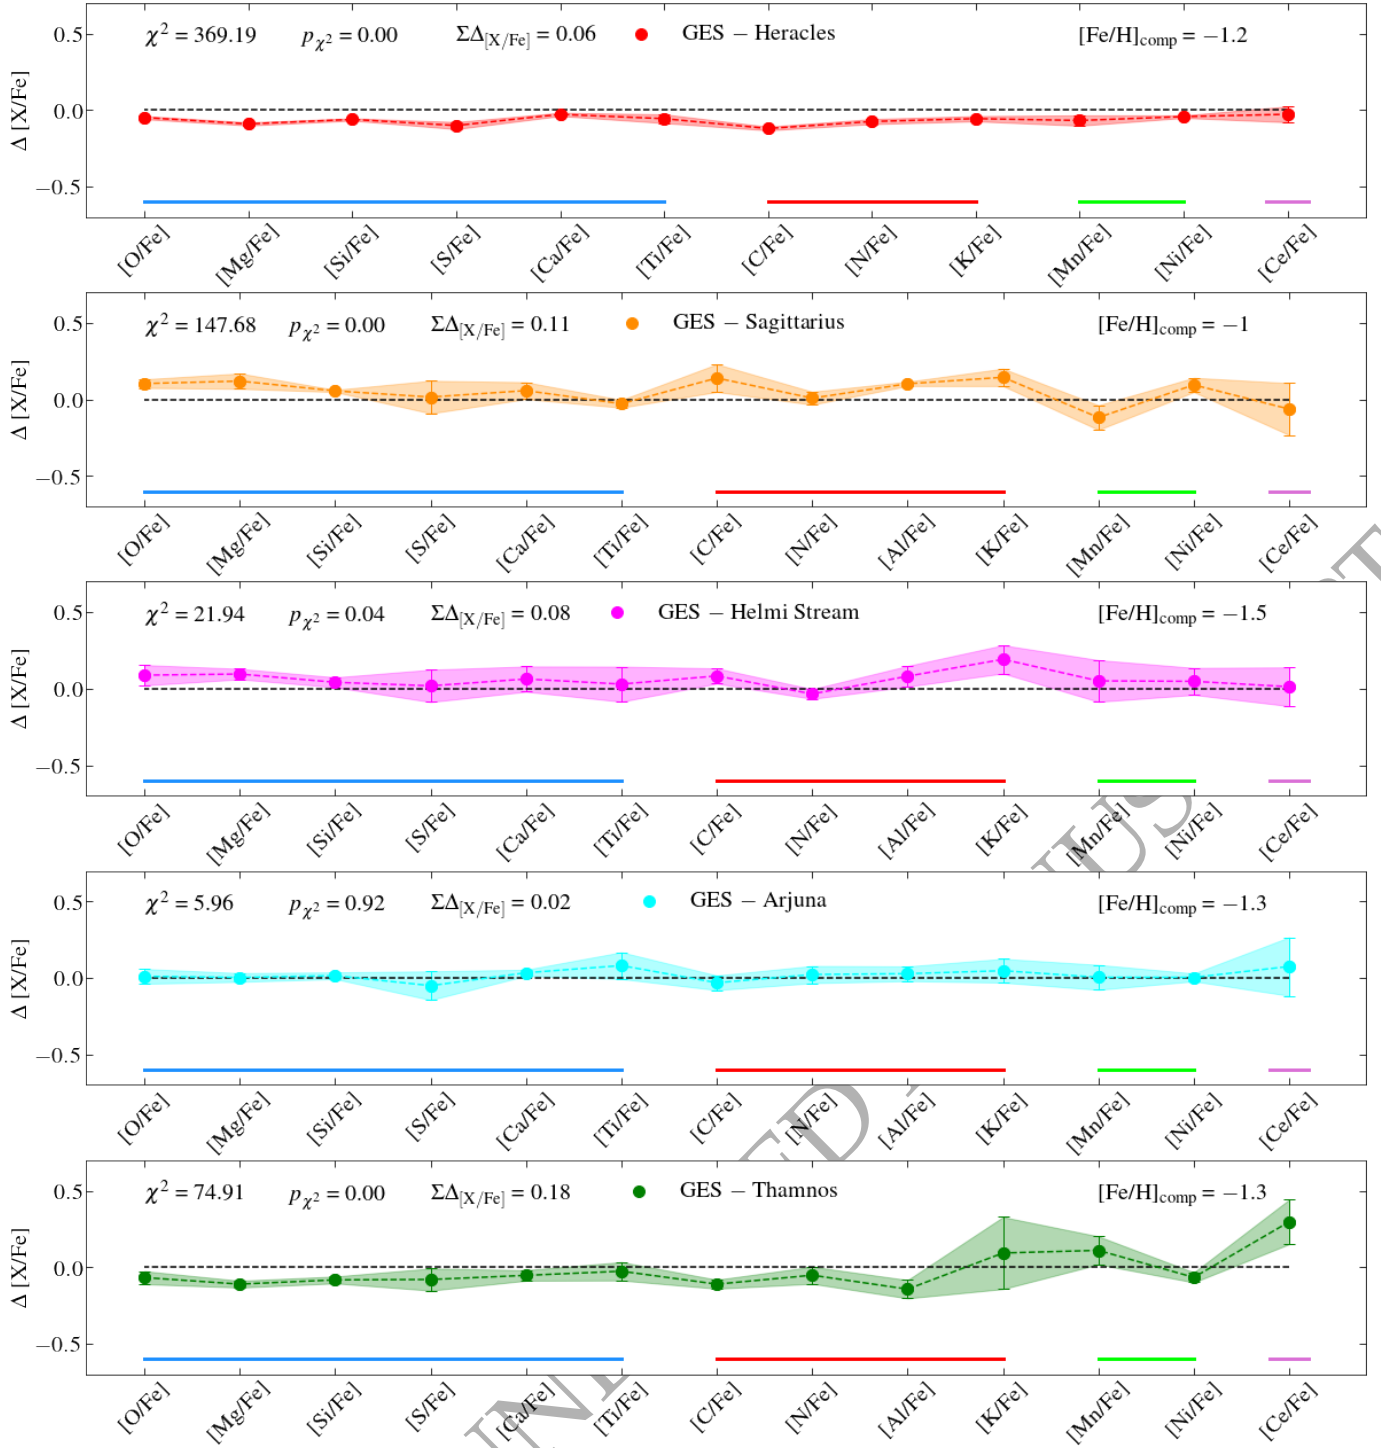 χ² = 369.19 p_χ² = 0.00 ΣΔ[X/Fe] = 0.06 GES − Heracles [Fe/H]comp = −1.2
0.5
0.0
−0.5
Δ [X/Fe]
[O/Fe] [Mg/Fe] [Si/Fe] [S/Fe] [Ca/Fe] [Ti/Fe] [C/Fe] [N/Fe] [K/Fe] [Mn/Fe] [Ni/Fe] [Ce/Fe]
χ² = 147.68 p_χ² = 0.00 ΣΔ[X/Fe] = 0.11 GES − Sagittarius [Fe/H]comp = −1
0.5
0.0
−0.5
Δ [X/Fe]
[O/Fe] [Mg/Fe] [Si/Fe] [S/Fe] [Ca/Fe] [Ti/Fe] [C/Fe] [N/Fe] [Al/Fe] [K/Fe] [Mn/Fe] [Ni/Fe] [Ce/Fe]
χ² = 21.94 p_χ² = 0.04 ΣΔ[X/Fe] = 0.08 GES − Helmi Stream [Fe/H]comp = −1.5
0.5
0.0
−0.5
Δ [X/Fe]
[O/Fe] [Mg/Fe] [Si/Fe] [S/Fe] [Ca/Fe] [Ti/Fe] [C/Fe] [N/Fe] [Al/Fe] [K/Fe] [Mn/Fe] [Ni/Fe] [Ce/Fe]
χ² = 5.96 p_χ² = 0.92 ΣΔ[X/Fe] = 0.02 GES − Arjuna [Fe/H]comp = −1.3
0.5
0.0
−0.5
Δ [X/Fe]
[O/Fe] [Mg/Fe] [Si/Fe] [S/Fe] [Ca/Fe] [Ti/Fe] [C/Fe] [N/Fe] [Al/Fe] [K/Fe] [Mn/Fe] [Ni/Fe] [Ce/Fe]
χ² = 74.91 p_χ² = 0.00 ΣΔ[X/Fe] = 0.18 GES − Thamnos [Fe/H]comp = −1.3
0.5
0.0
−0.5
Δ [X/Fe]
[O/Fe] [Mg/Fe] [Si/Fe] [S/Fe] [Ca/Fe] [Ti/Fe] [C/Fe] [N/Fe] [Al/Fe] [K/Fe] [Mn/Fe] [Ni/Fe] [Ce/Fe]